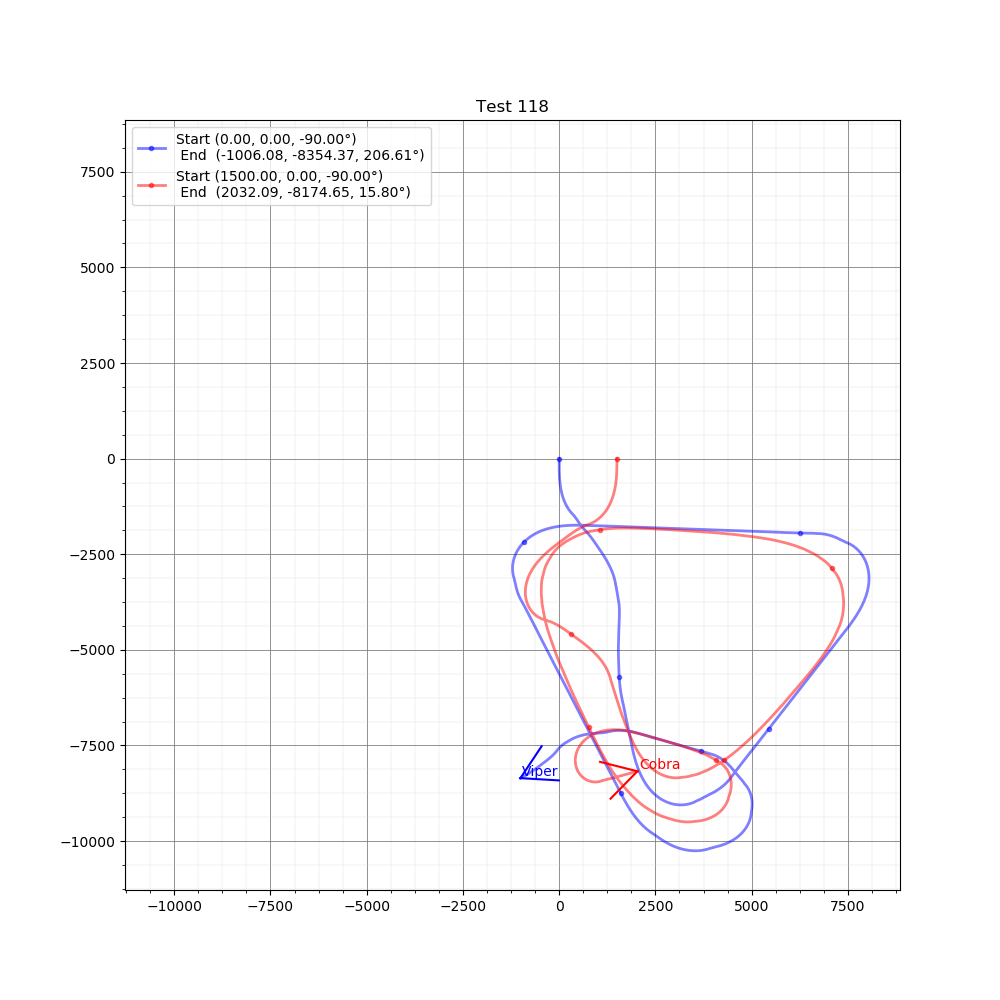 Test 118
Start (0.00, 0.00, -90.00°)
End (-1006.08, -8354.37, 206.61°)
Start (1500.00, 0.00, -90.00°)
End (2032.09, -8174.65, 15.80°)
7500
5000
2500
0
−2500
−5000
−7500
−10000
Viper
Cobra
−10000 −7500 −5000 −2500 0 2500 5000 7500